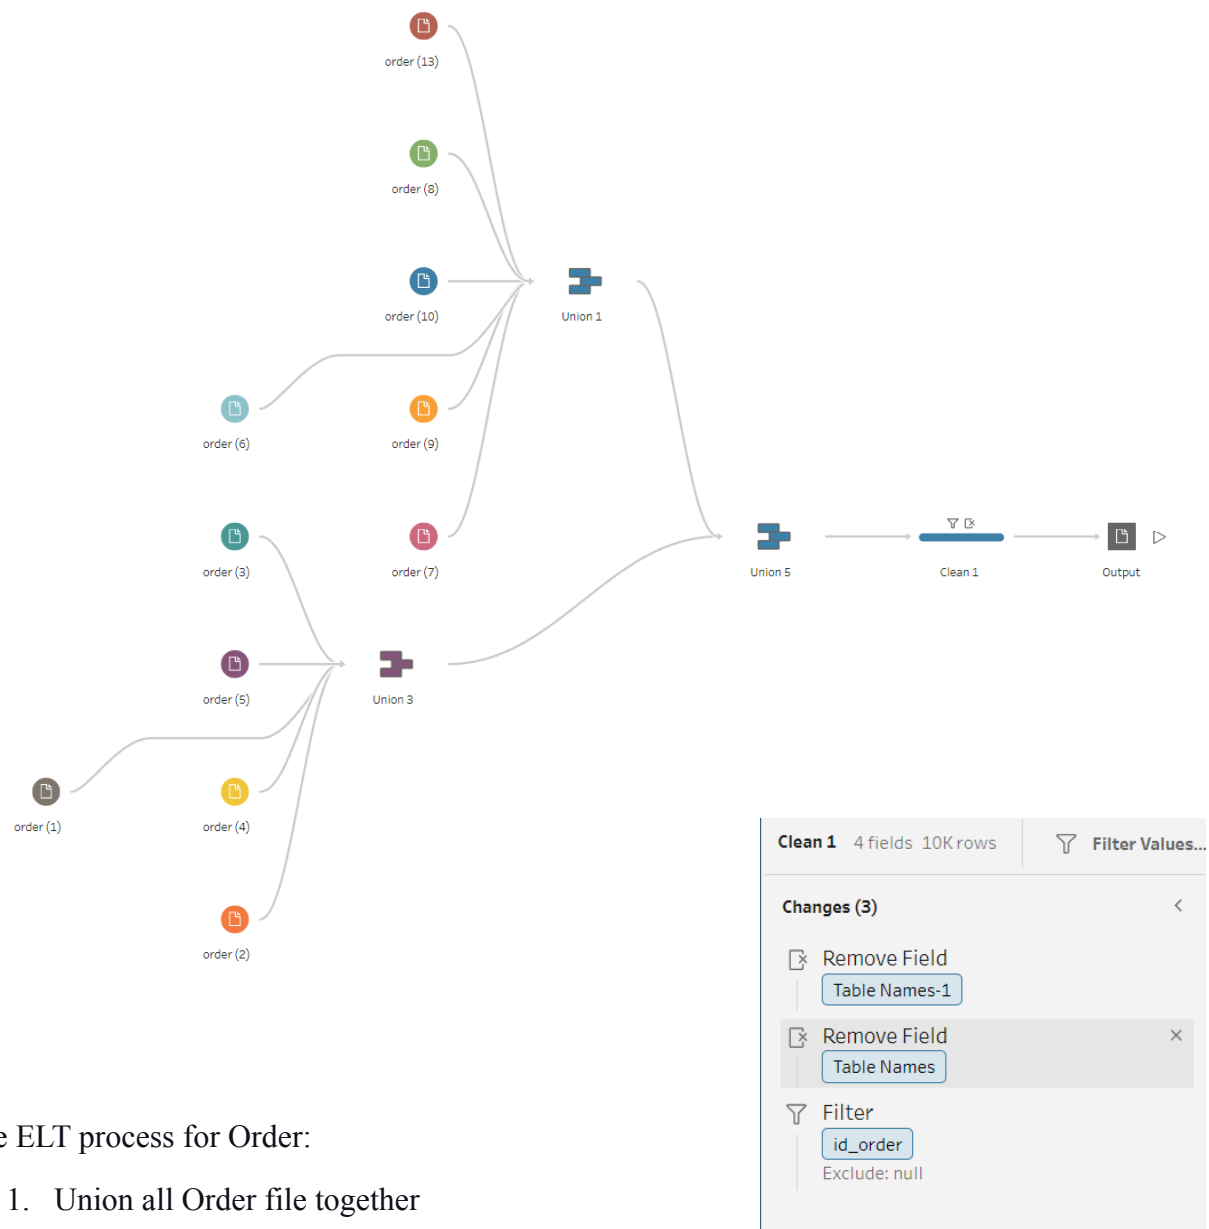 order (13)
order (8)
order (10)
Union 1
order (6)
order (9)
order (3)
order (7)
Union 5
Clean 1
Output
order (5)
Union 3
order (1)
order (4)
order (2)
Clean 1 4 fields 10K rows
Filter Values...
Changes (3)
Remove Field
Table Names-1
Remove Field
Table Names
Filter
id_order
Exclude: null
e ELT process for Order:
1. Union all Order file together